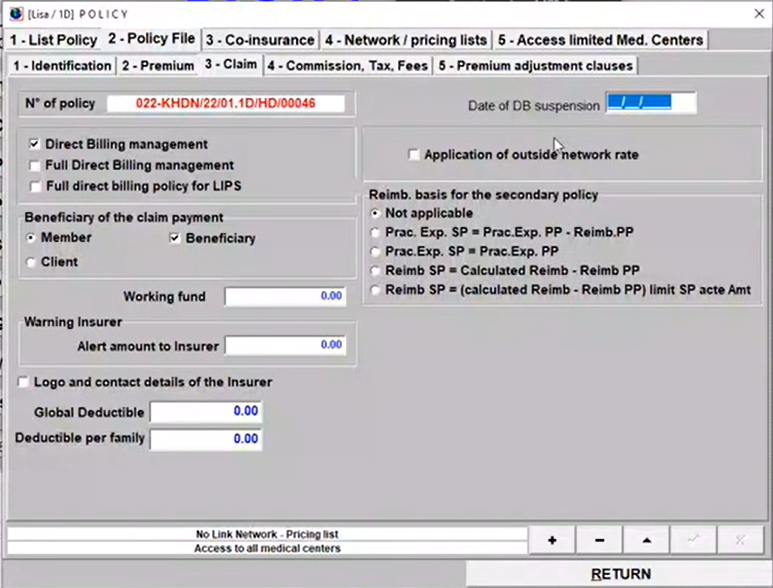 [Lisa / 1D] P O L I C Y
1 - List Policy 2 - Policy File 3 - Co-insurance 4 - Network / pricing lists 5 - Access limited Med. Centers
1 - Identification 2 - Premium 3 - Claim 4 - Commission, Tax, Fees 5 - Premium adjustment clauses
N° of policy 022-KHDN/22/01.1D/HD/00046 Date of DB suspension / /
Direct Billing management
Full Direct Billing management
Full direct billing policy for LIPS
Application of outside network rate
Beneficiary of the claim payment
Member Beneficiary
Client
Reimb. basis for the secondary policy
Not applicable
Prac. Exp. SP = Prac.Exp. PP - Reimb.PP
Prac.Exp. SP = Prac.Exp. PP
Reimb SP = Calculated Reimb - Reimb PP
Reimb SP = (calculated Reimb - Reimb PP) limit SP acte Amt
Working fund 0.00
Warning Insurer
Alert amount to Insurer 0.00
Logo and contact details of the Insurer
Global Deductible 0.00
Deductible per family 0.00
No Link Network - Pricing list
Access to all medical centers
RETURN